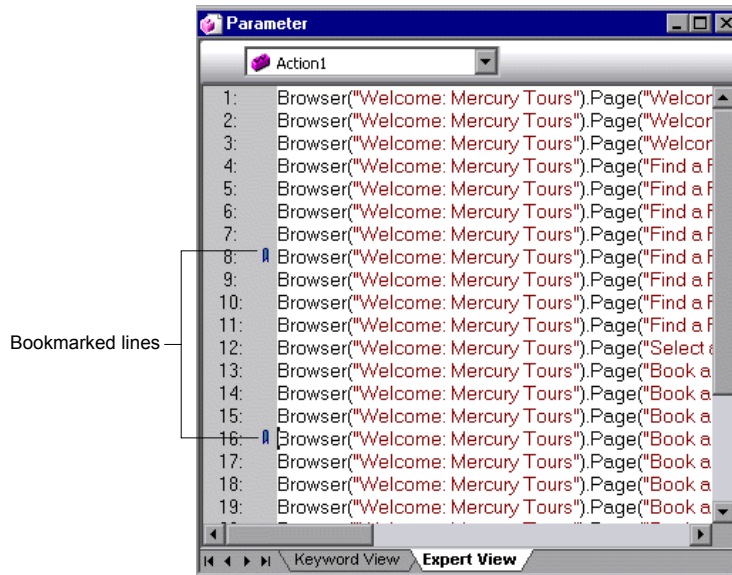 Parameter
Action1
1: Browser("Welcome: Mercury Tours").Page("Welcor
2: Browser("Welcome: Mercury Tours").Page("Welcor
3: Browser("Welcome: Mercury Tours").Page("Welcor
4: Browser("Welcome: Mercury Tours").Page("Find a F
5: Browser("Welcome: Mercury Tours").Page("Find a F
6: Browser("Welcome: Mercury Tours").Page("Find a F
7: Browser("Welcome: Mercury Tours").Page("Find a F
8: Browser("Welcome: Mercury Tours").Page("Find a F
9: Browser("Welcome: Mercury Tours").Page("Find a F
10: Browser("Welcome: Mercury Tours").Page("Find a F
11: Browser("Welcome: Mercury Tours").Page("Find a F
Bookmarked lines
12: Browser("Welcome: Mercury Tours").Page("Select a
13: Browser("Welcome: Mercury Tours").Page("Book a
14: Browser("Welcome: Mercury Tours").Page("Book a
15: Browser("Welcome: Mercury Tours").Page("Book a
16: Browser("Welcome: Mercury Tours").Page("Book a
17: Browser("Welcome: Mercury Tours").Page("Book a
18: Browser("Welcome: Mercury Tours").Page("Book a
19: Browser("Welcome: Mercury Tours").Page("Book a
Keyword View Expert View